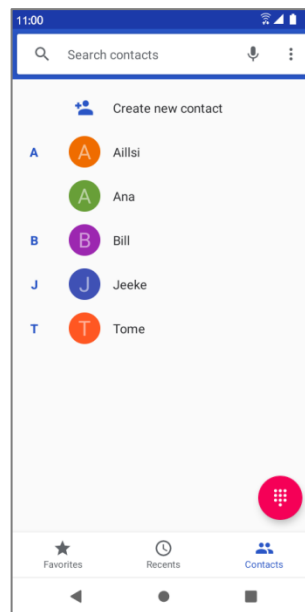 11:00
Search contacts
Create new contact
A A Aillsi
A Ana
B B Bill
J J Jeeke
T T Tome
Favorites Recents Contacts